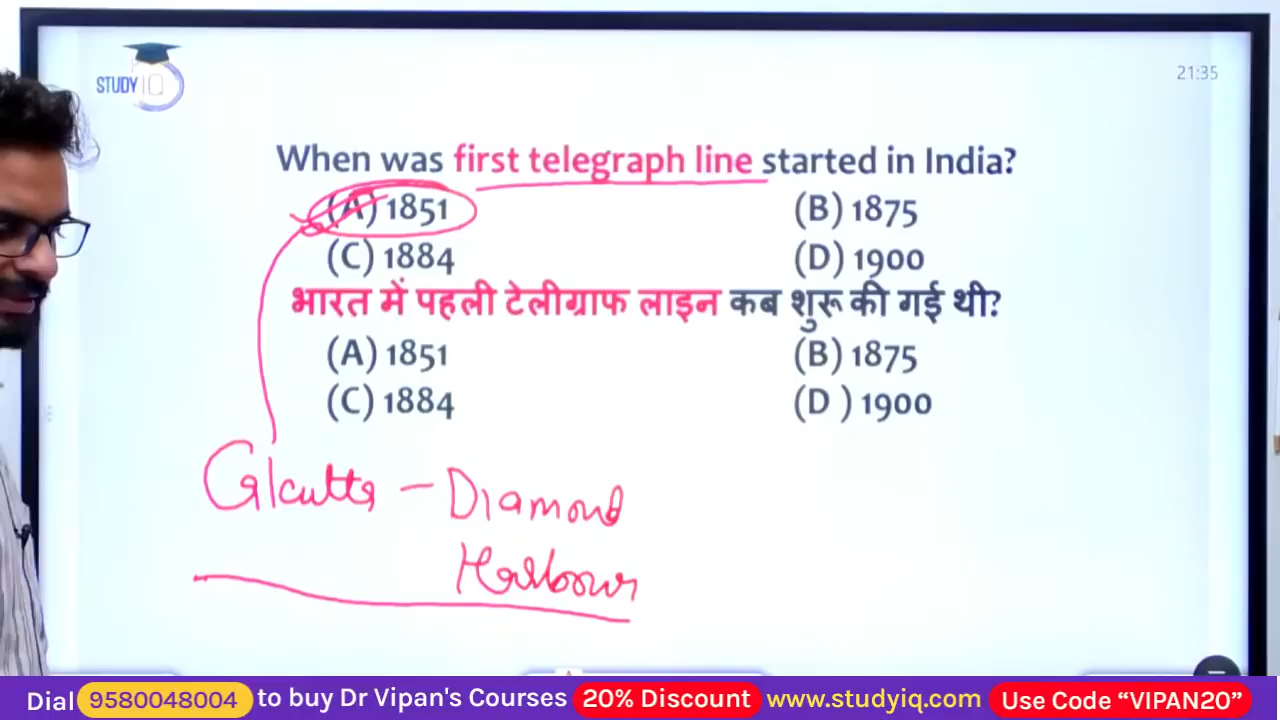 STUDY IQ
21:35
When was first telegraph line started in India?
(A) 1851 (B) 1875
(C) 1884 (D) 1900
भारत में पहली टेलीग्राफ लाइन कब शुरू की गई थी?
(A) 1851 (B) 1875
(C) 1884 (D ) 1900
Calcutta - Diamond
Harbour
Dial 9580048004 to buy Dr Vipan's Courses 20% Discount www.studyiq.com Use Code “VIPAN20”